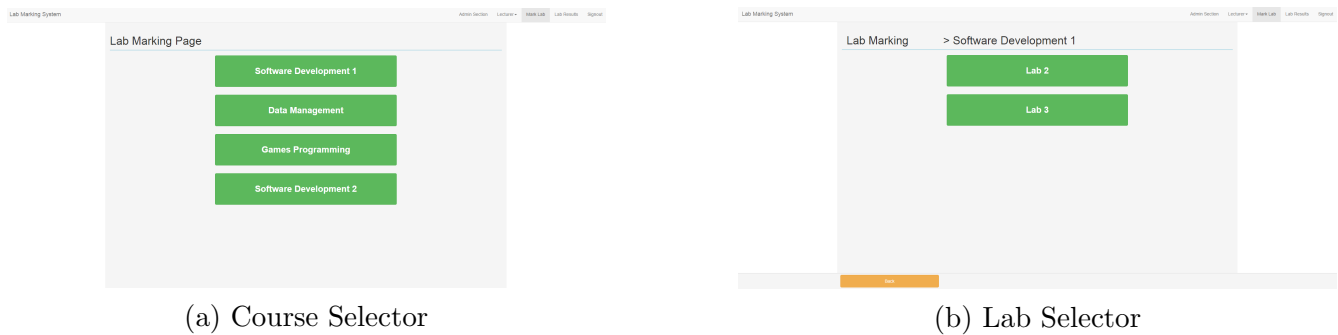 Lab Marking System Admin Section Lecturer Mark Lab Lab Results Signout
Lab Marking Page
Software Development 1
Data Management
Games Programming
Software Development 2
(a) Course Selector
Lab Marking System Admin Section Lecturer Mark Lab Lab Results Signout
Lab Marking > Software Development 1
Lab 2
Lab 3
Back
(b) Lab Selector